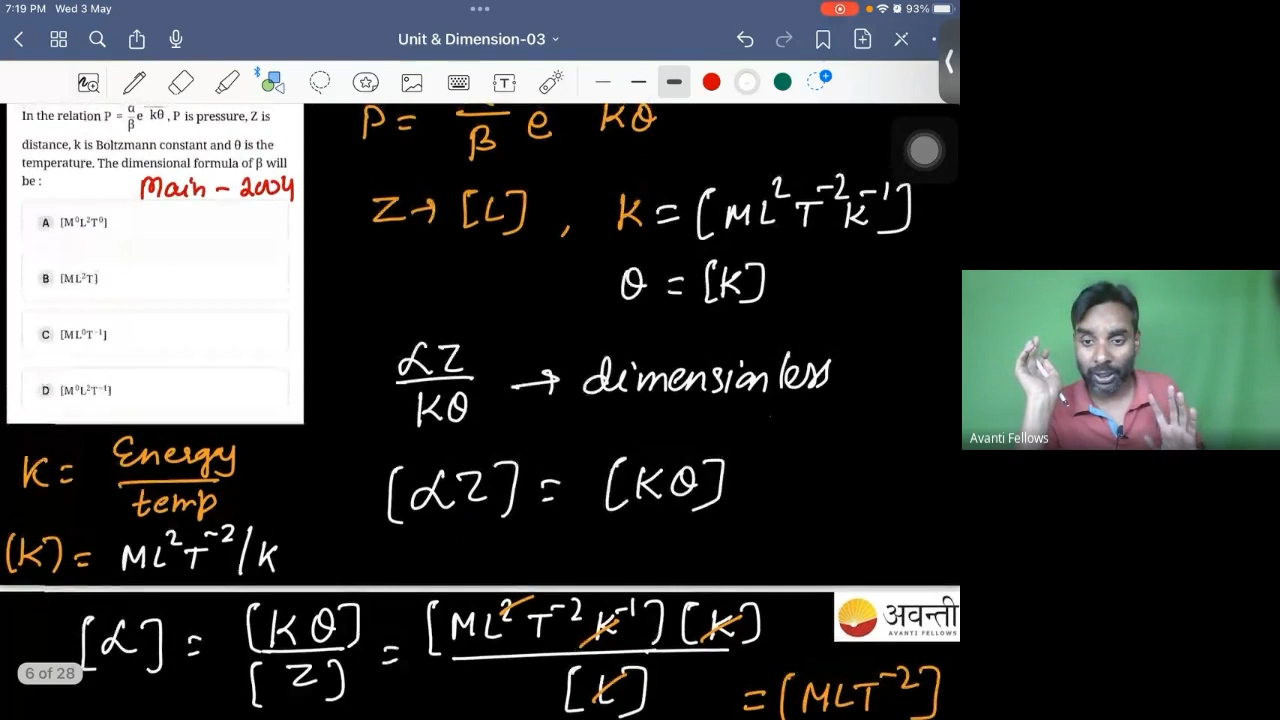 7:19 PM Wed 3 May
93%
Unit & Dimension-03
In the relation P = α/β e kθ, P is pressure, Z is
distance, k is Boltzmann constant and θ is the
temperature. The dimensional formula of β will
be :
Main - 2004
A [M⁰L²T⁰]
B [ML²T]
C [ML⁰T⁻¹]
D [M⁰L²T⁻¹]
P = /β e kθ
Z → [L] , K = [ML²T⁻²K⁻¹]
θ = [K]
αZ/Kθ → dimensionless
[αZ] = [Kθ]
K = Energy/temp
(K) = ML²T⁻²/K
[α] = [Kθ]/[Z] = [ML²T⁻²K⁻¹][K]/[L] = [MLT⁻²]
6 of 28
अवन्ती
AVANTI FELLOWS
Avanti Fellows